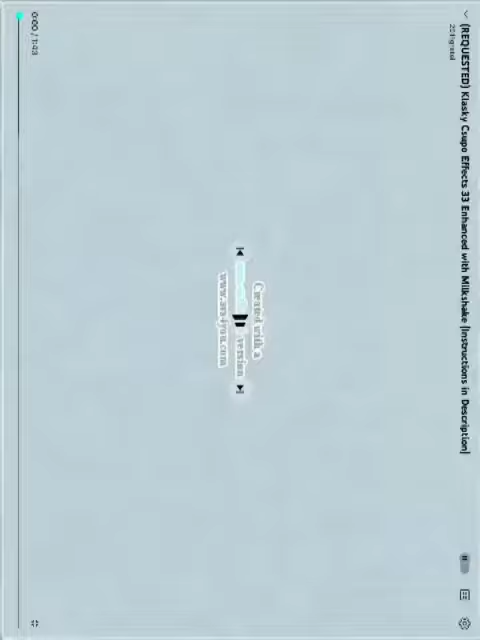 (REQUESTED) Klasky Csupo Effects 33 Enhanced with Milkshake [Instructions in Description]
Created with a
version
0:00 / 1:43